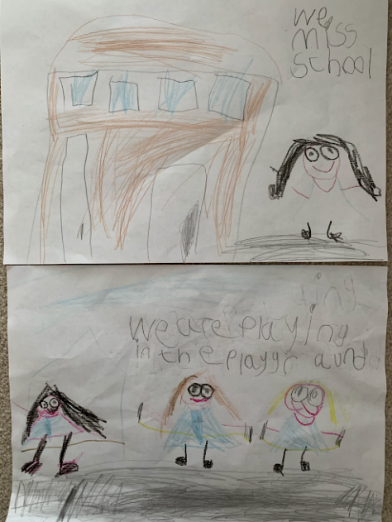 we
miss
school
ing
we are playing
in the playgraund